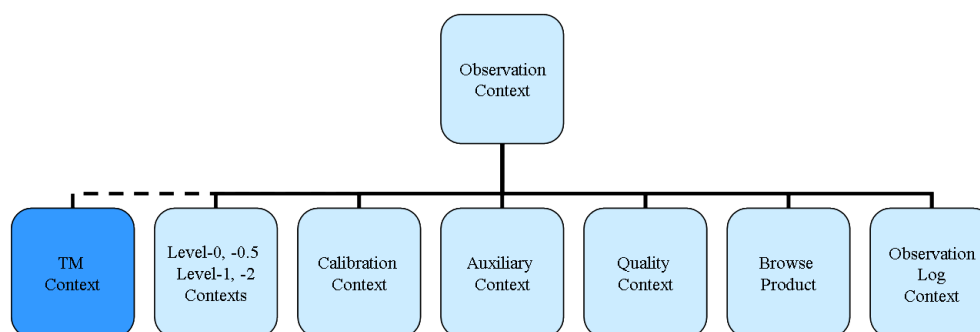 Observation
Context
TM
Context
Level-0, -0.5
Level-1, -2
Contexts
Calibration
Context
Auxiliary
Context
Quality
Context
Browse
Product
Observation
Log
Context